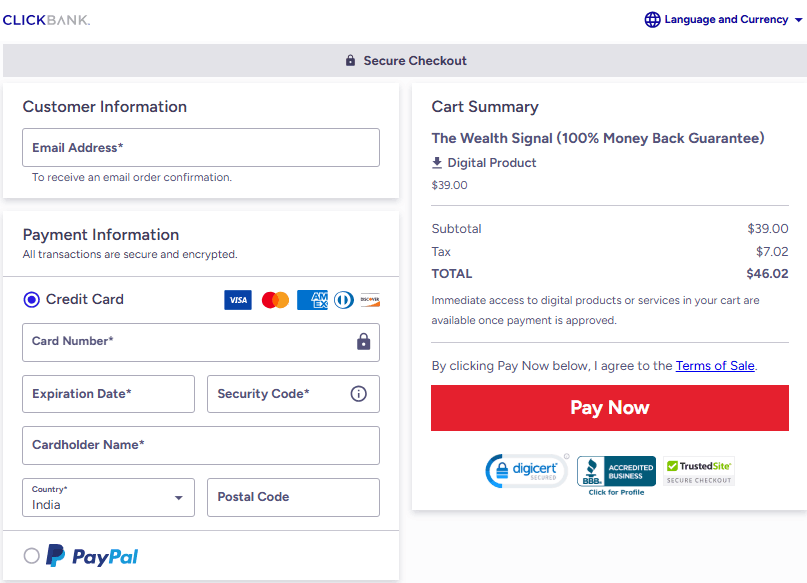 CLICKBANK.
Language and Currency
Secure Checkout
Customer Information
Email Address*
To receive an email order confirmation.
Payment Information
All transactions are secure and encrypted.
Credit Card
VISA
AM
EX
DISCOVER
Card Number*
Expiration Date*
Security Code*
Cardholder Name*
Country*
India
Postal Code
PayPal
Cart Summary
The Wealth Signal (100% Money Back Guarantee)
Digital Product
$39.00
Subtotal $39.00
Tax $7.02
TOTAL $46.02
Immediate access to digital products or services in your cart are
available once payment is approved.
By clicking Pay Now below, I agree to the Terms of Sale.
Pay Now
digicert
SECURED
BBB.
ACCREDITED
BUSINESS
Click for Profile
TrustedSite
SECURE CHECKOUT